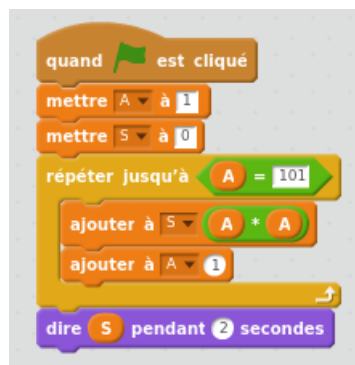 quand est cliqué
mettre A à 1
mettre S à 0
répéter jusqu'à A = 101
ajouter à S A * A
ajouter à A 1
dire S pendant 2 secondes